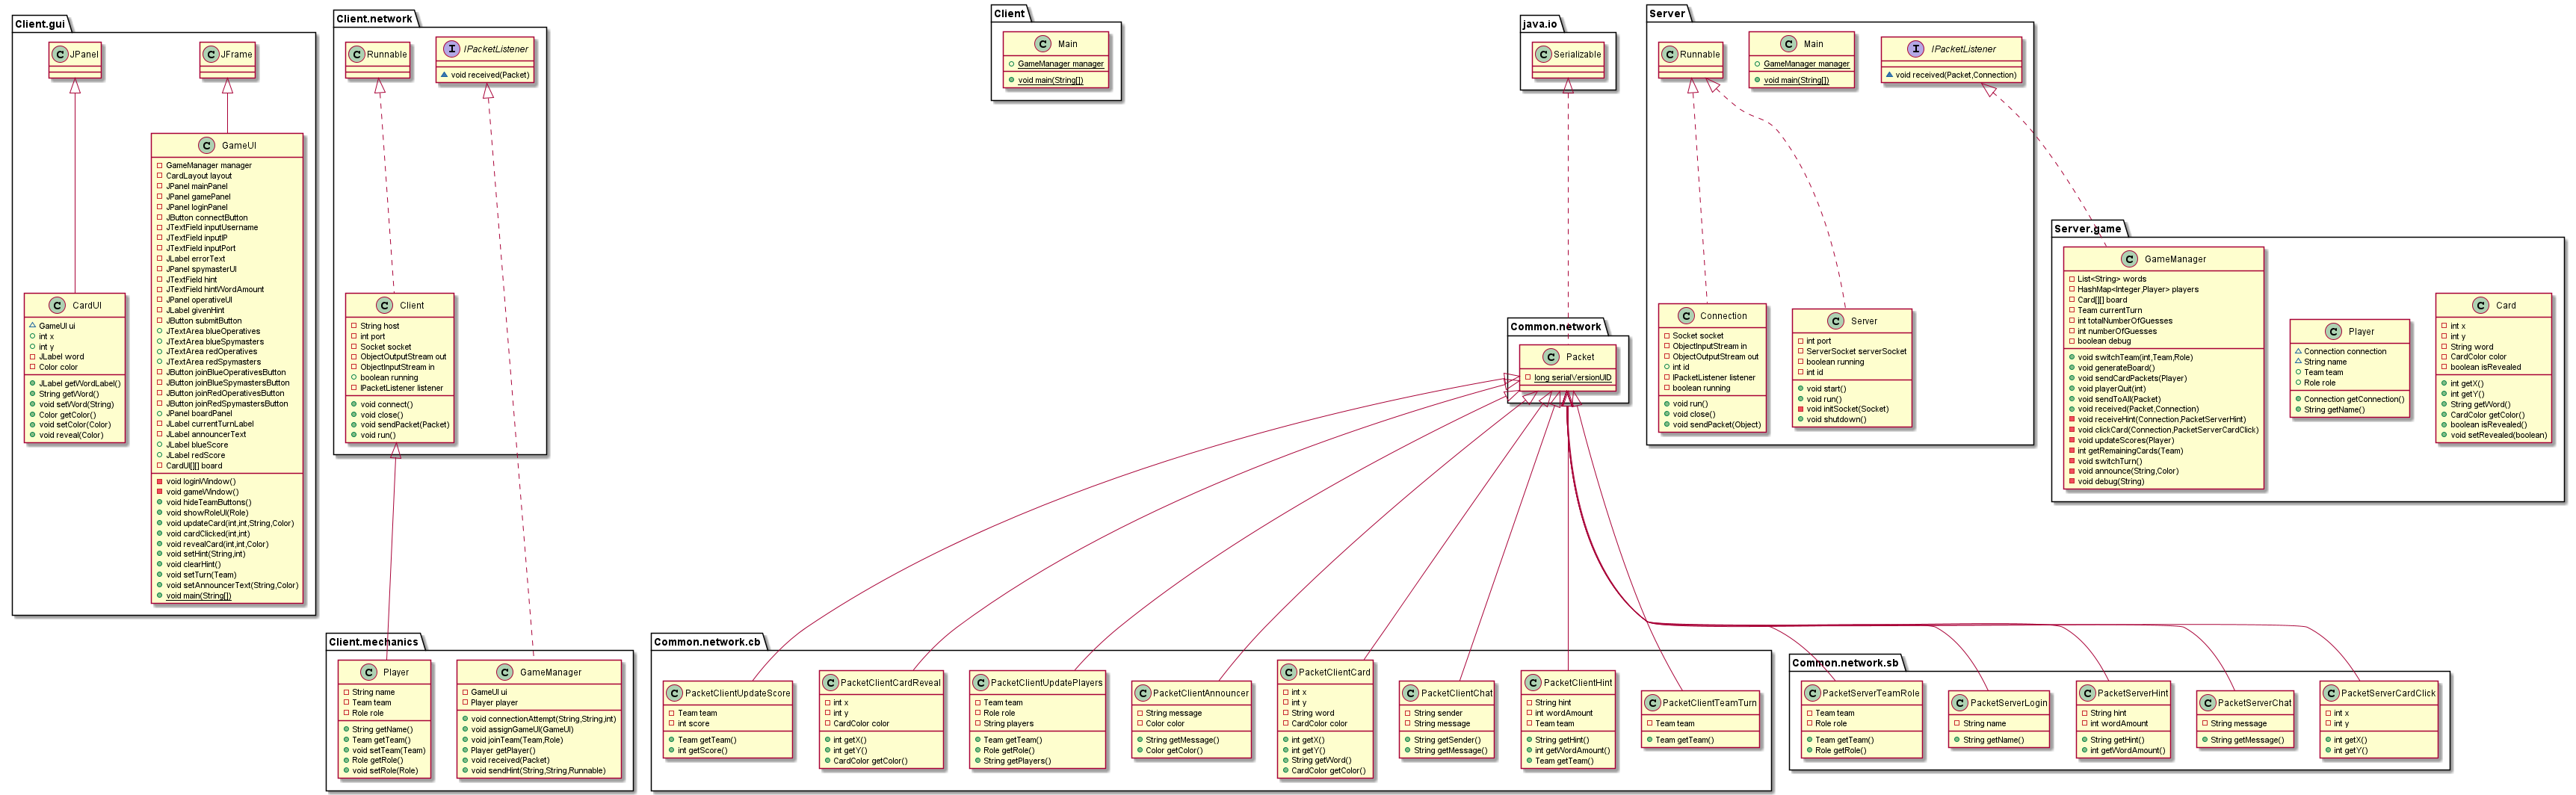 Client.gui
JPanel
JFrame
GameUI
GameManager manager
CardLayout layout
JPanel mainPanel
JPanel gamePanel
JPanel loginPanel
JButton connectButton
JTextField inputUsername
JTextField inputIP
JTextField inputPort
JLabel errorText
JPanel spymasterUI
JTextField hint
JTextField hintWordAmount
JPanel operativeUI
JLabel givenHint
JButton submitButton
JTextArea blueOperatives
JTextArea blueSpymasters
JTextArea redOperatives
JTextArea redSpymasters
JButton joinBlueOperativesButton
JButton joinBlueSpymastersButton
JButton joinRedOperativesButton
JButton joinRedSpymastersButton
JPanel boardPanel
JLabel currentTurnLabel
JLabel announcerText
JLabel blueScore
JLabel redScore
CardUI[][] board
void loginWindow()
void gameWindow()
void hideTeamButtons()
void showRoleUI(Role)
void updateCard(int,int,String,Color)
void cardClicked(int,int)
void revealCard(int,int,Color)
void setHint(String,int)
void clearHint()
void setTurn(Team)
void setAnnouncerText(String,Color)
void main(String[])
CardUI
GameUI ui
int x
int y
JLabel word
Color color
JLabel getWordLabel()
String getWord()
void setWord(String)
Color getColor()
void setColor(Color)
void reveal(Color)
Client.network
Runnable
IPacketListener
void received(Packet)
Client
String host
int port
Socket socket
ObjectOutputStream out
ObjectInputStream in
boolean running
IPacketListener listener
void connect()
void close()
void sendPacket(Packet)
void run()
Client.mechanics
Player
String name
Team team
Role role
String getName()
Team getTeam()
void setTeam(Team)
Role getRole()
void setRole(Role)
GameManager
GameUI ui
Player player
void connectionAttempt(String,String,int)
void assignGameUI(GameUI)
void joinTeam(Team,Role)
Player getPlayer()
void received(Packet)
void sendHint(String,String,Runnable)
Client
Main
GameManager manager
void main(String[])
java.io
Serializable
Common.network
Packet
long serialVersionUID
Common.network.cb
PacketClientUpdateScore
Team team
int score
Team getTeam()
int getScore()
PacketClientCardReveal
int x
int y
CardColor color
int getX()
int getY()
CardColor getColor()
PacketClientUpdatePlayers
Team team
Role role
String players
Team getTeam()
Role getRole()
String getPlayers()
PacketClientAnnouncer
String message
Color color
String getMessage()
Color getColor()
PacketClientCard
int x
int y
String word
CardColor color
int getX()
int getY()
String getWord()
CardColor getColor()
PacketClientChat
String sender
String message
String getSender()
String getMessage()
PacketClientHint
String hint
int wordAmount
Team team
String getHint()
int getWordAmount()
Team getTeam()
PacketClientTeamTurn
Team team
Team getTeam()
Server
Runnable
Main
GameManager manager
void main(String[])
IPacketListener
void received(Packet,Connection)
Connection
Socket socket
ObjectInputStream in
ObjectOutputStream out
int id
IPacketListener listener
boolean running
void run()
void close()
void sendPacket(Object)
Server
int port
ServerSocket serverSocket
boolean running
int id
void start()
void run()
void initSocket(Socket)
void shutdown()
Server.game
GameManager
List<String> words
HashMap<Integer,Player> players
Card[][] board
Team currentTurn
int totalNumberOfGuesses
int numberOfGuesses
boolean debug
void switchTeam(int,Team,Role)
void generateBoard()
void sendCardPackets(Player)
void playerQuit(int)
void sendToAll(Packet)
void received(Packet,Connection)
void receiveHint(Connection,PacketServerHint)
void clickCard(Connection,PacketServerCardClick)
void updateScores(Player)
int getRemainingCards(Team)
void switchTurn()
void announce(String,Color)
void debug(String)
Player
Connection connection
String name
Team team
Role role
Connection getConnection()
String getName()
Card
int x
int y
String word
CardColor color
boolean isRevealed
int getX()
int getY()
String getWord()
CardColor getColor()
boolean isRevealed()
void setRevealed(boolean)
Common.network.sb
PacketServerTeamRole
Team team
Role role
Team getTeam()
Role getRole()
PacketServerLogin
String name
String getName()
PacketServerHint
String hint
int wordAmount
String getHint()
int getWordAmount()
PacketServerChat
String message
String getMessage()
PacketServerCardClick
int x
int y
int getX()
int getY()